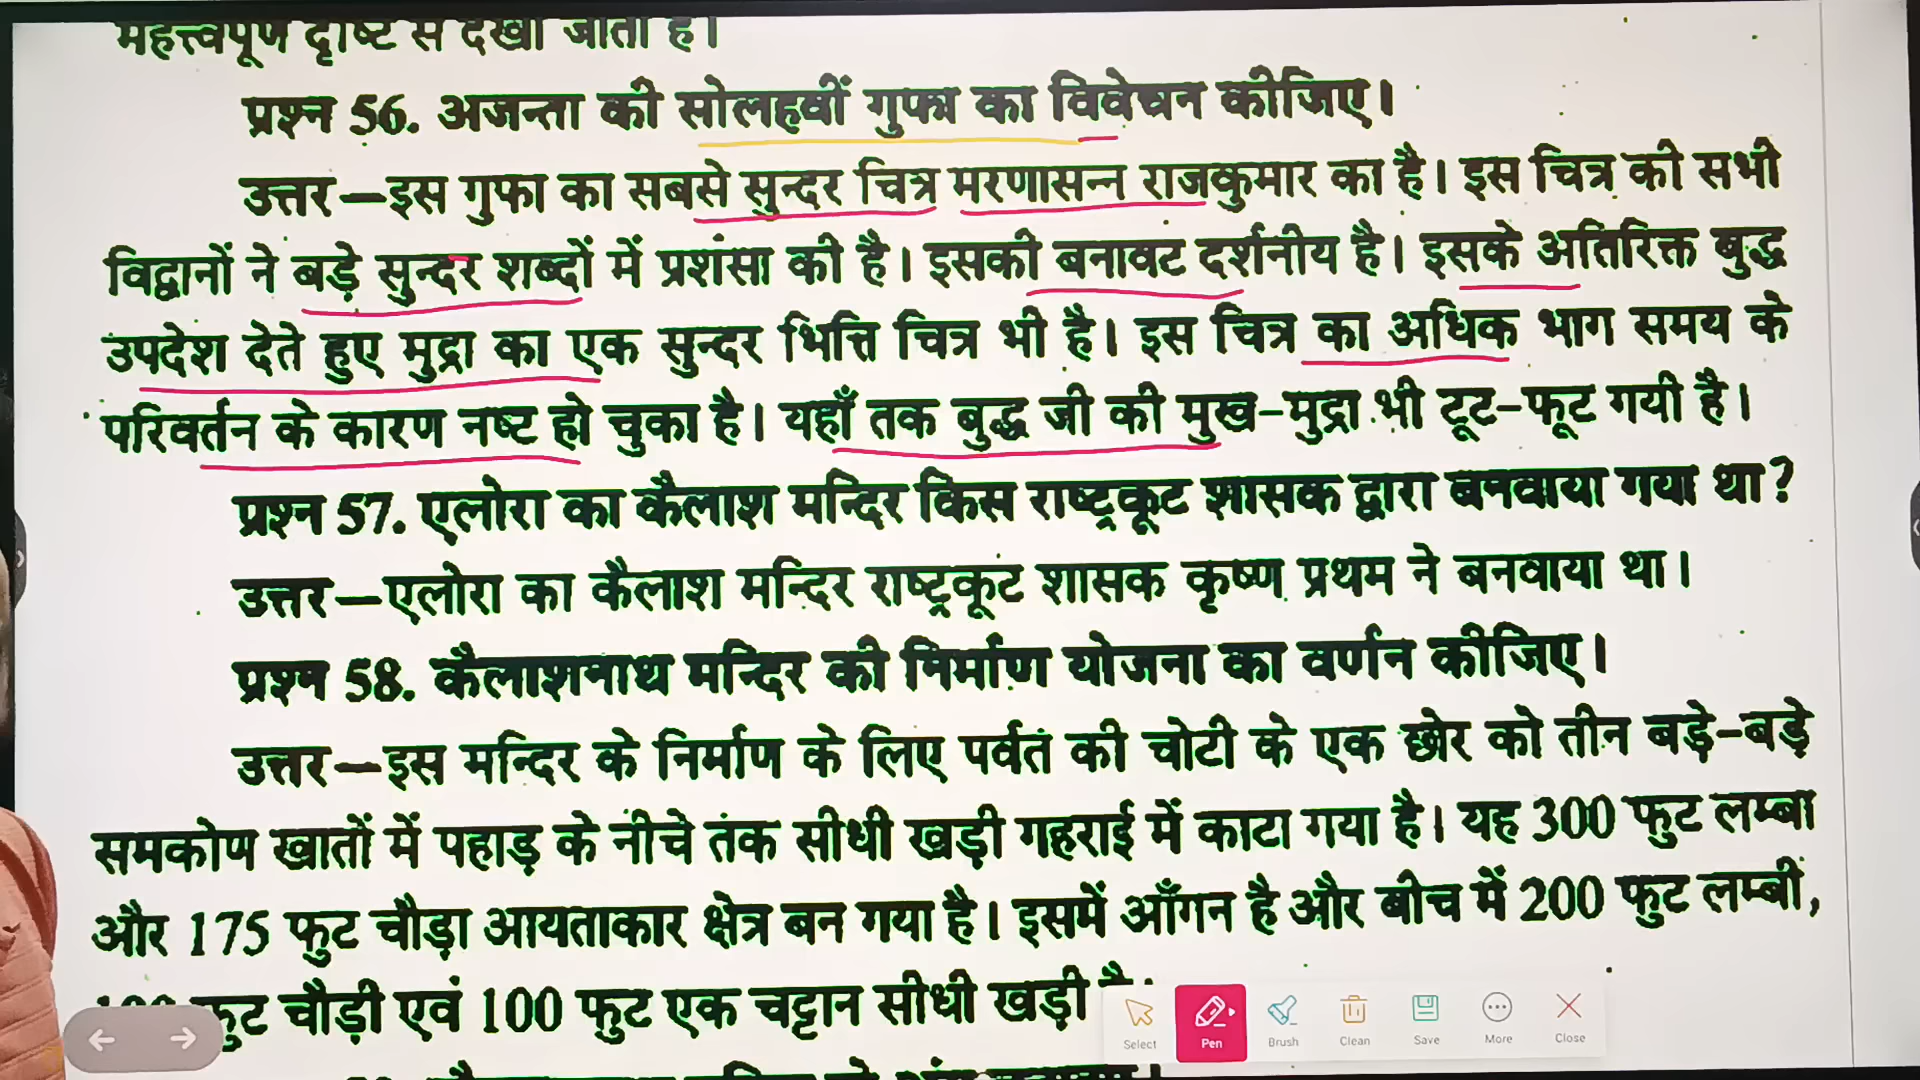 महत्त्वपूर्ण दृष्टि से देखी जाती है।
प्रश्न 56. अजन्ता की सोलहवीं गुफा का विवेचन कीजिए।
उत्तर—इस गुफा का सबसे सुन्दर चित्र मरणासन्न राजकुमार का है। इस चित्र की सभी
विद्वानों ने बड़े सुन्दर शब्दों में प्रशंसा की है। इसकी बनावट दर्शनीय है। इसके अतिरिक्त बुद्ध
उपदेश देते हुए मुद्रा का एक सुन्दर भित्ति चित्र भी है। इस चित्र का अधिक भाग समय के
परिवर्तन के कारण नष्ट हो चुका है। यहाँ तक बुद्ध जी की मुख-मुद्रा भी टूट-फूट गयी है।
प्रश्न 57. एलोरा का कैलाश मन्दिर किस राष्ट्रकूट शासक द्वारा बनवाया गया था?
उत्तर—एलोरा का कैलाश मन्दिर राष्ट्रकूट शासक कृष्ण प्रथम ने बनवाया था।
प्रश्न 58. कैलाशनाथ मन्दिर की निर्माण योजना का वर्णन कीजिए।
उत्तर—इस मन्दिर के निर्माण के लिए पर्वत की चोटी के एक छोर को तीन बड़े-बड़े
समकोण खातों में पहाड़ के नीचे तक सीधी खड़ी गहराई में काटा गया है। यह 300 फुट लम्बा
और 175 फुट चौड़ा आयताकार क्षेत्र बन गया है। इसमें आँगन है और बीच में 200 फुट लम्बी,
फुट चौड़ी एवं 100 फुट एक चट्टान सीधी खड़ी है।
Select Pen Brush Clean Save More Close